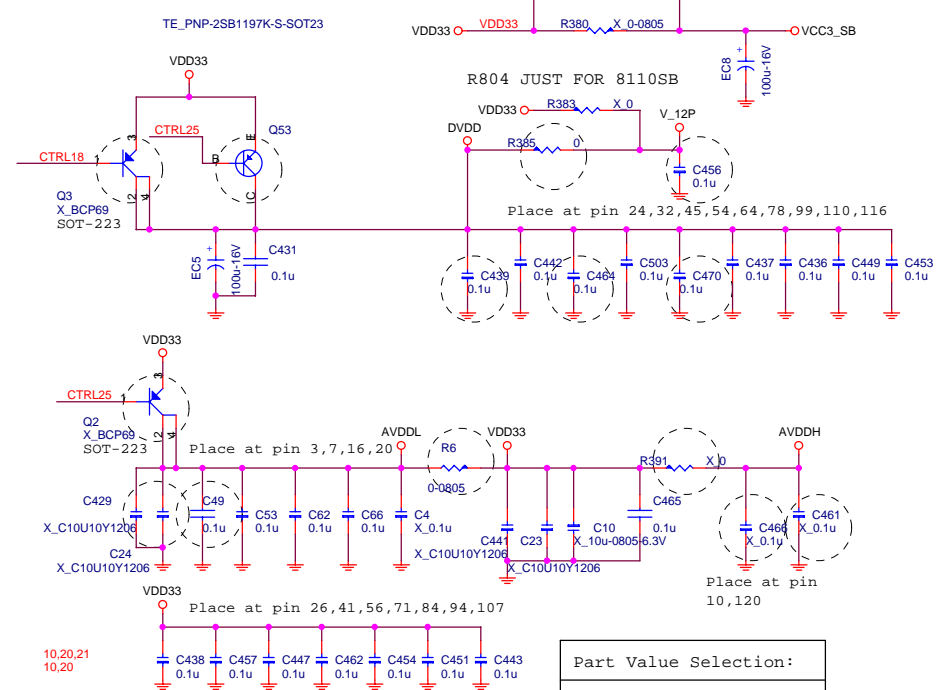 TE_PNP-2SB1197K-S-SOT23
VDD33
VDD33
R380
X_0-0805
VCC3_SB
EC8
+
100u-16V
VDD33
R804 JUST FOR 8110SB
VDD33
R383
X_0
V_12P
DVDD
R385
0
C456
0.1u
3
CTRL25
E
Q53
B
C
CTRL18
1
2
4
Q3
X_BCP69
SOT-223
Place at pin 24,32,45,54,64,78,99,110,116
EC5
+
100u-16V
C431
0.1u
C439
0.1u
C442
0.1u
C464
0.1u
C503
0.1u
C470
0.1u
C437
0.1u
C436
0.1u
C449
0.1u
C453
0.1u
VDD33
3
CTRL25
1
2
4
Q2
X_BCP69
SOT-223
Place at pin 3,7,16,20
AVDDL
R6
0-0805
VDD33
R391
X_0
AVDDH
C429
X_C10U10Y1206
C24
X_C10U10Y1206
C49
0.1u
C53
0.1u
C62
0.1u
C66
0.1u
C4
X_0.1u
C441
X_C10U10Y1206
C23
X_C10U10Y1206
C10
X_10u-0805-6.3V
C465
0.1u
C466
X_0.1u
C461
X_0.1u
Place at pin
10,120
VDD33
Place at pin 26,41,56,71,84,94,107
10,20,21
10,20
C438
0.1u
C457
0.1u
C447
0.1u
C462
0.1u
C454
0.1u
C451
0.1u
C443
0.1u
Part Value Selection: